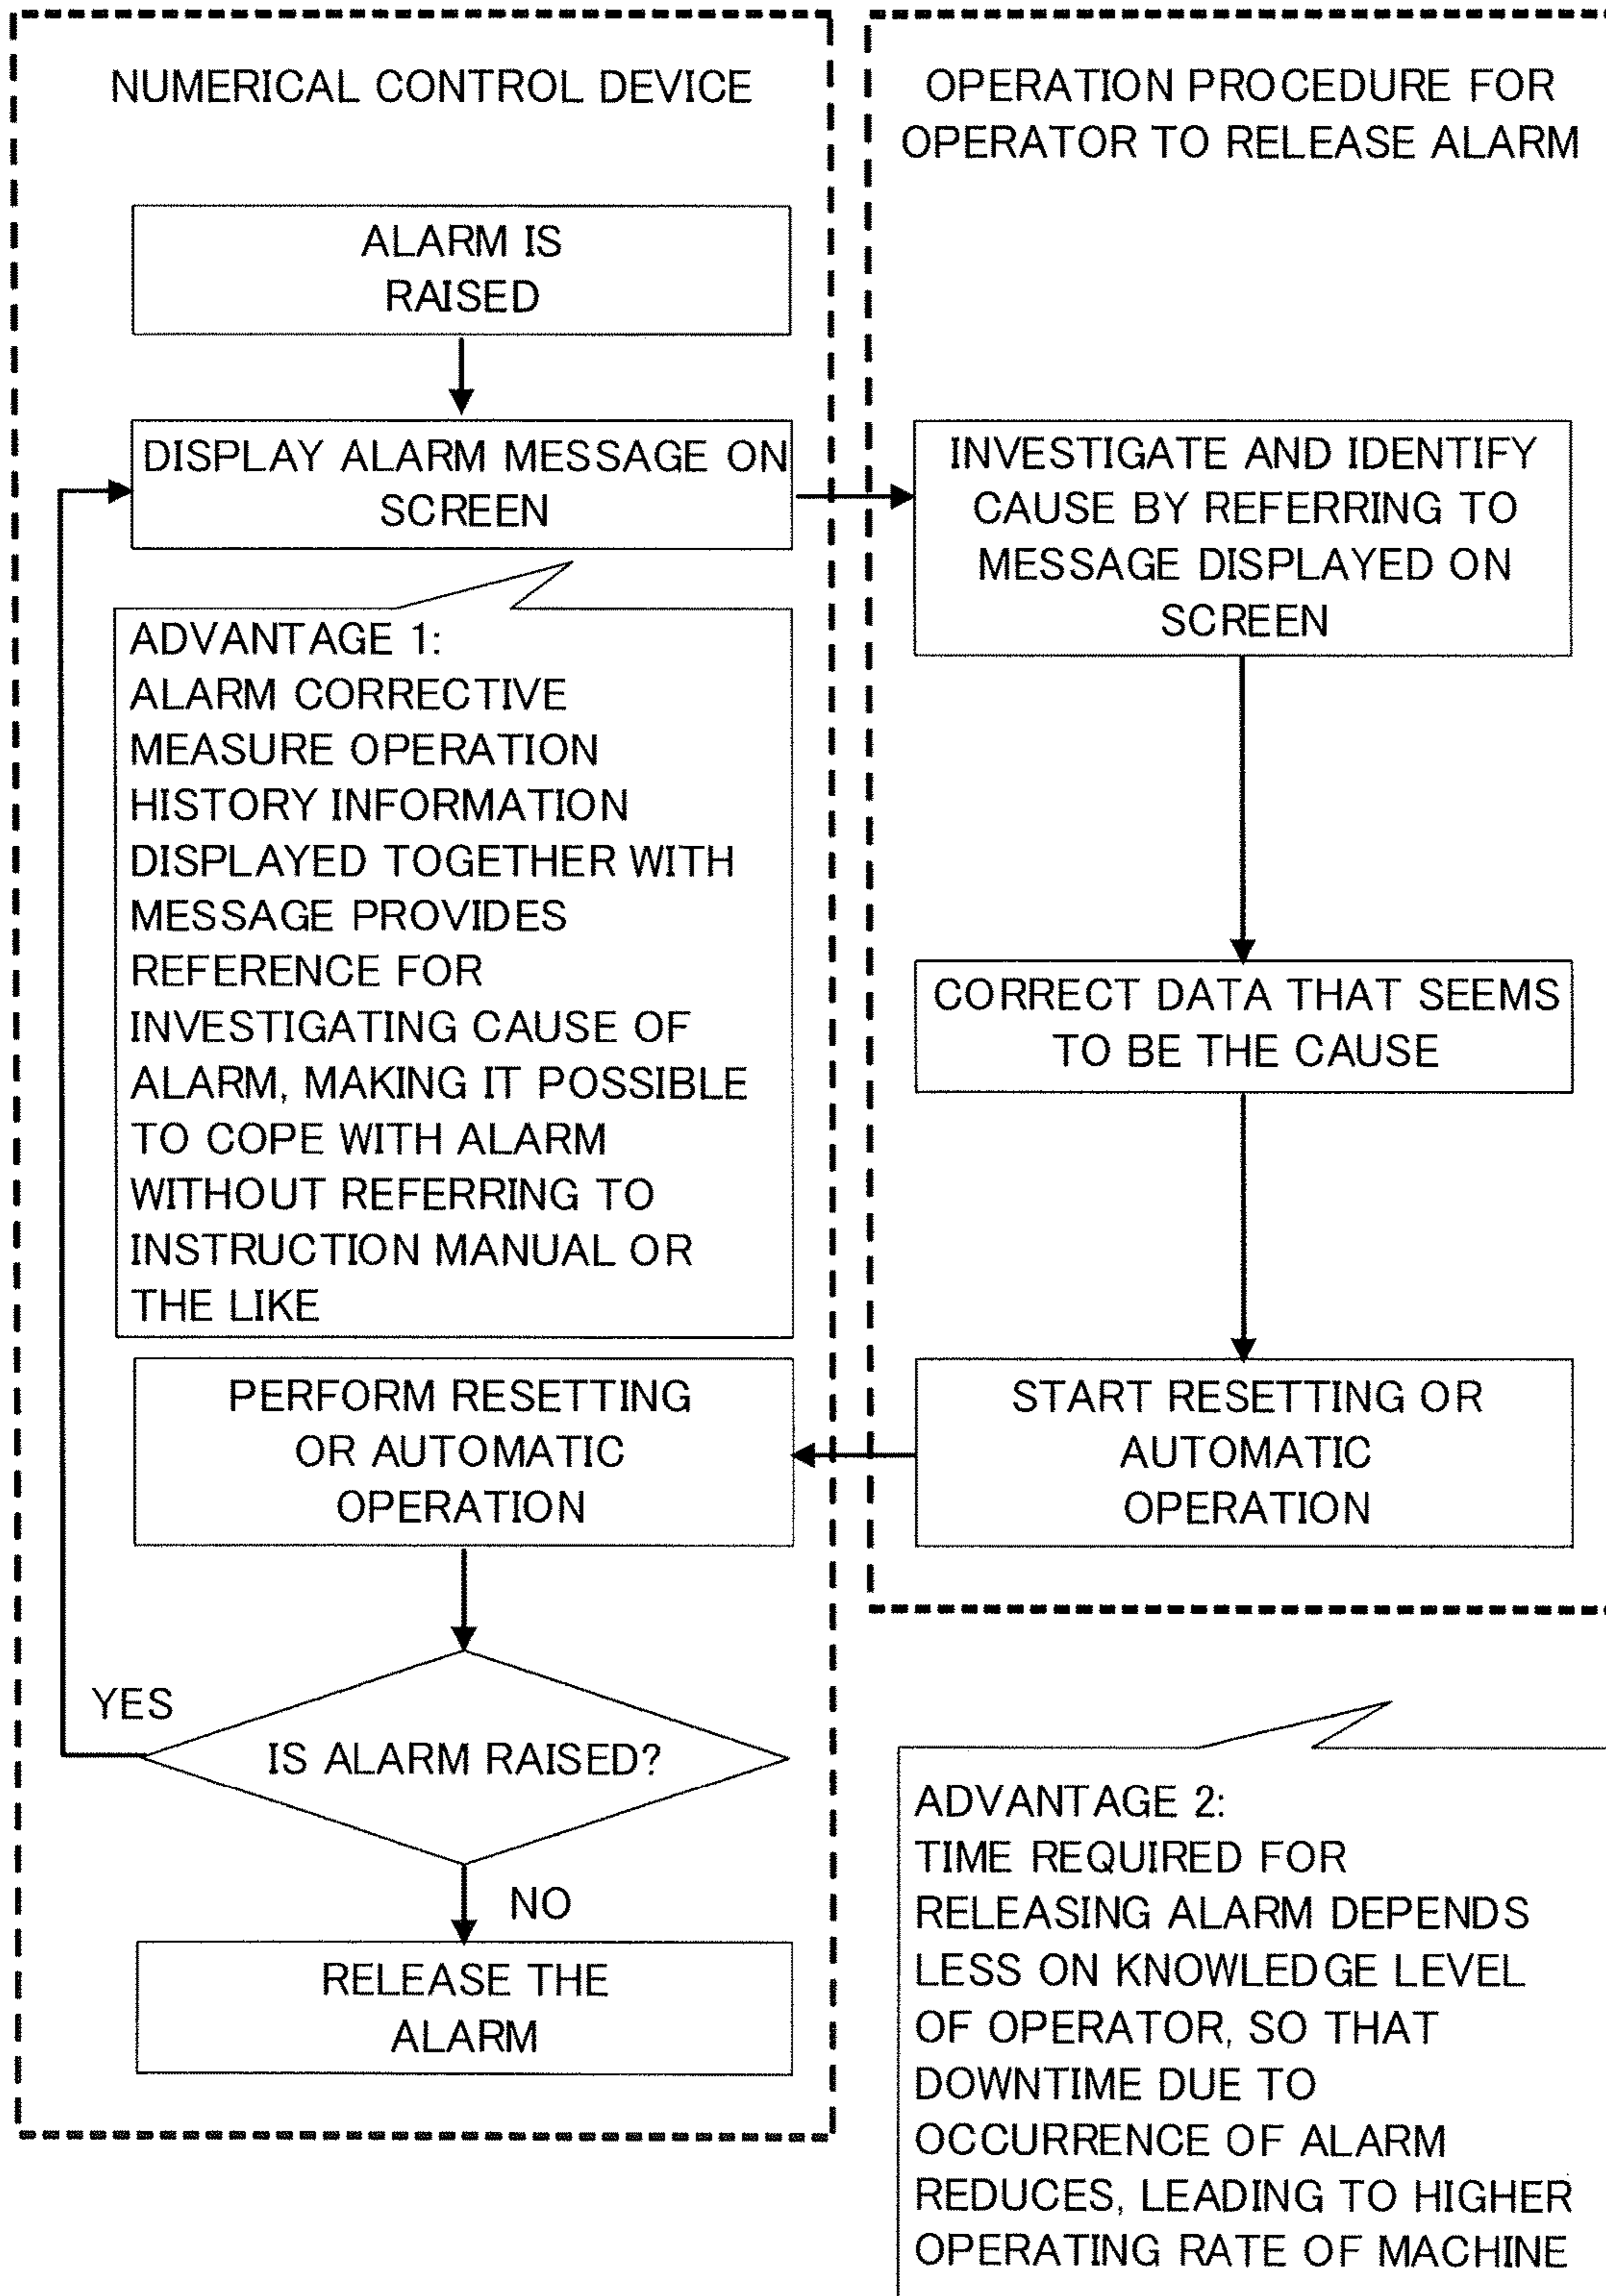 NUMERICAL CONTROL DEVICE
ALARM IS
RAISED
DISPLAY ALARM MESSAGE ON
SCREEN
ADVANTAGE 1:
ALARM CORRECTIVE
MEASURE OPERATION
HISTORY INFORMATION
DISPLAYED TOGETHER WITH
MESSAGE PROVIDES
REFERENCE FOR
INVESTIGATING CAUSE OF
ALARM, MAKING IT POSSIBLE
TO COPE WITH ALARM
WITHOUT REFERRING TO
INSTRUCTION MANUAL OR
THE LIKE
PERFORM RESETTING
OR AUTOMATIC
OPERATION
YES
IS ALARM RAISED?
NO
RELEASE THE
ALARM
OPERATION PROCEDURE FOR
OPERATOR TO RELEASE ALARM
INVESTIGATE AND IDENTIFY
CAUSE BY REFERRING TO
MESSAGE DISPLAYED ON
SCREEN
CORRECT DATA THAT SEEMS
TO BE THE CAUSE
START RESETTING OR
AUTOMATIC
OPERATION
ADVANTAGE 2:
TIME REQUIRED FOR
RELEASING ALARM DEPENDS
LESS ON KNOWLEDGE LEVEL
OF OPERATOR, SO THAT
DOWNTIME DUE TO
OCCURRENCE OF ALARM
REDUCES, LEADING TO HIGHER
OPERATING RATE OF MACHINE